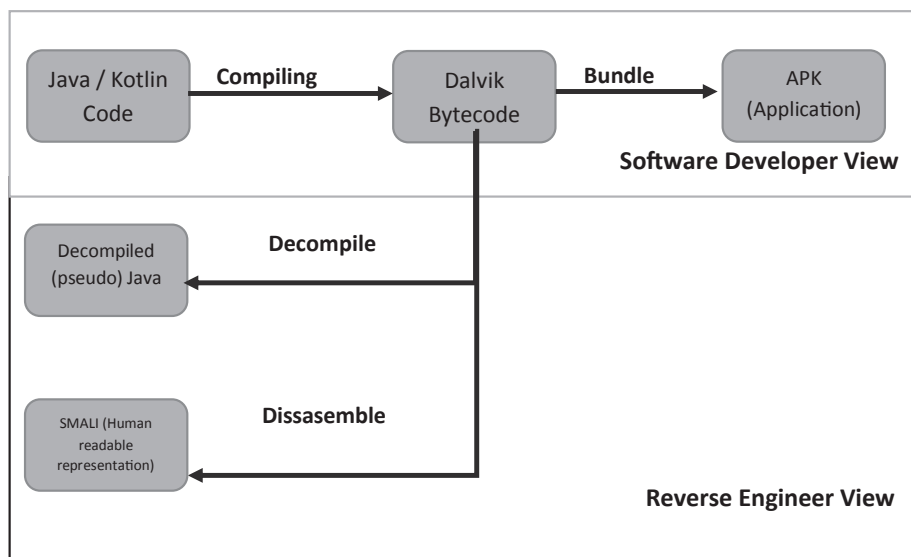 Java / Kotlin
Code
Compiling
Dalvik
Bytecode
Bundle
APK
(Application)
Software Developer View
Decompiled
(pseudo) Java
Decompile
SMALI (Human
readable
representation)
Dissasemble
Reverse Engineer View